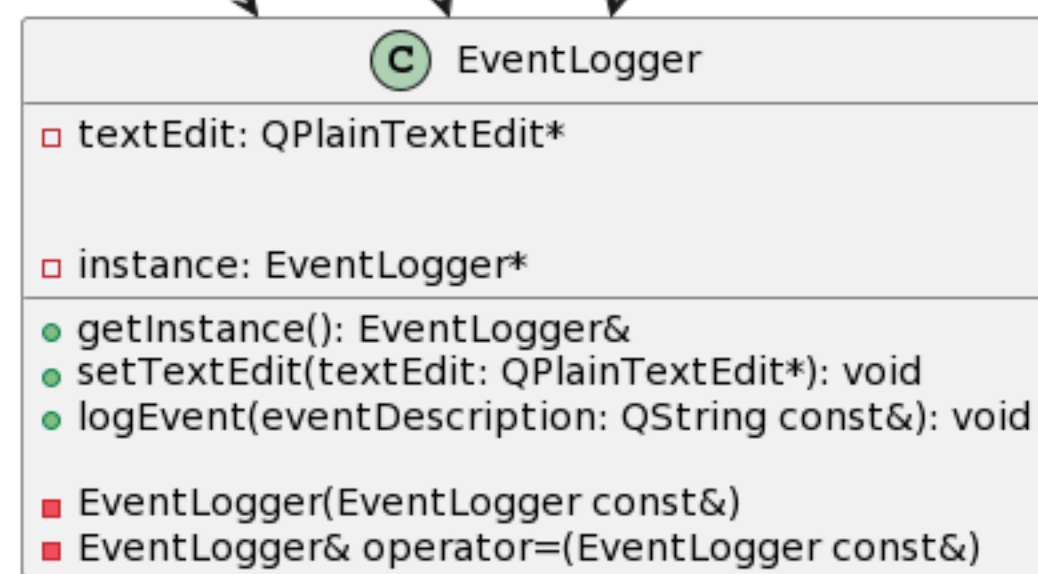 C EventLogger
textEdit: QPlainTextEdit*
instance: EventLogger*
getInstance(): EventLogger&
setTextEdit(textEdit: QPlainTextEdit*): void
logEvent(eventDescription: QString const&): void
EventLogger(EventLogger const&)
EventLogger& operator=(EventLogger const&)